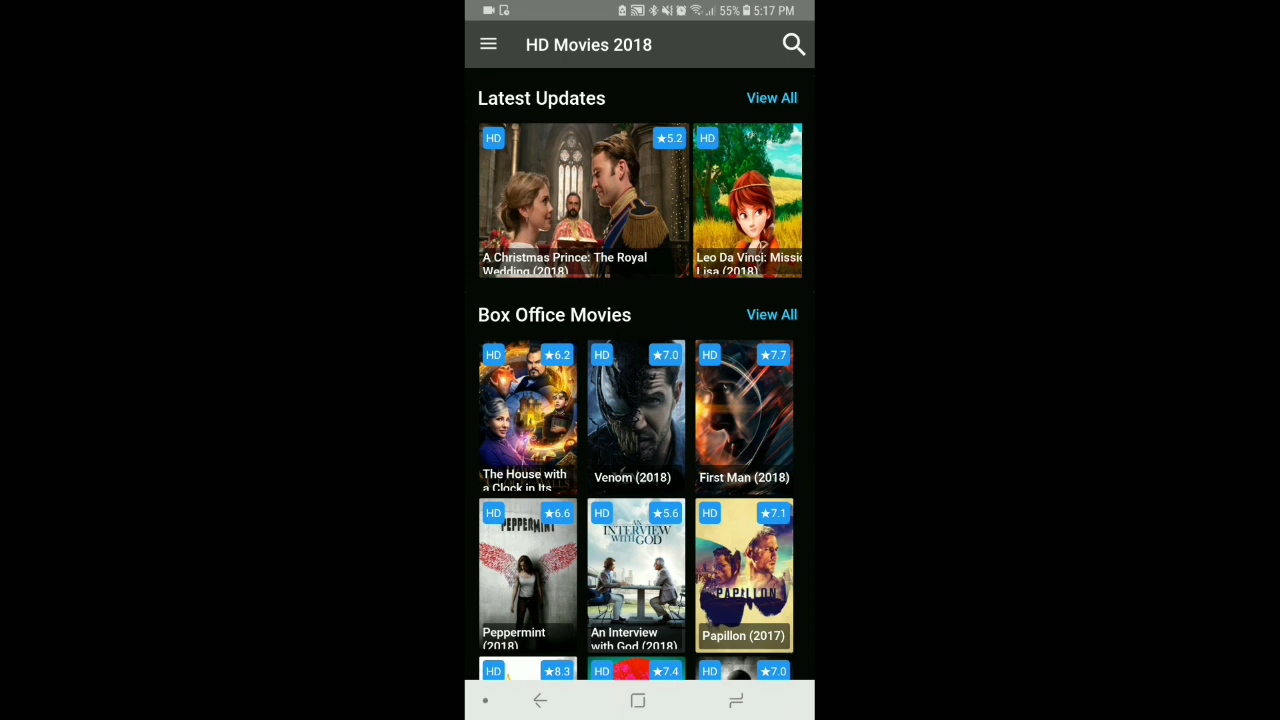 55% 5:17 PM
HD Movies 2018
Latest Updates View All
HD ★5.2 HD
A Christmas Prince: The Royal
Wedding (2018)
Leo Da Vinci: Missio
Lisa (2018)
Box Office Movies View All
HD ★6.2 HD ★7.0 HD ★7.7
The House with
a Clock in Its
Venom (2018)
First Man (2018)
HD ★6.6 HD ★5.6 HD ★7.1
PEPPERMINT
AN
INTERVIEW
WITH GOD
PAPILLON
Peppermint
(2018)
An Interview
with God (2018)
Papillon (2017)
HD ★8.3 HD ★7.4 HD ★7.0